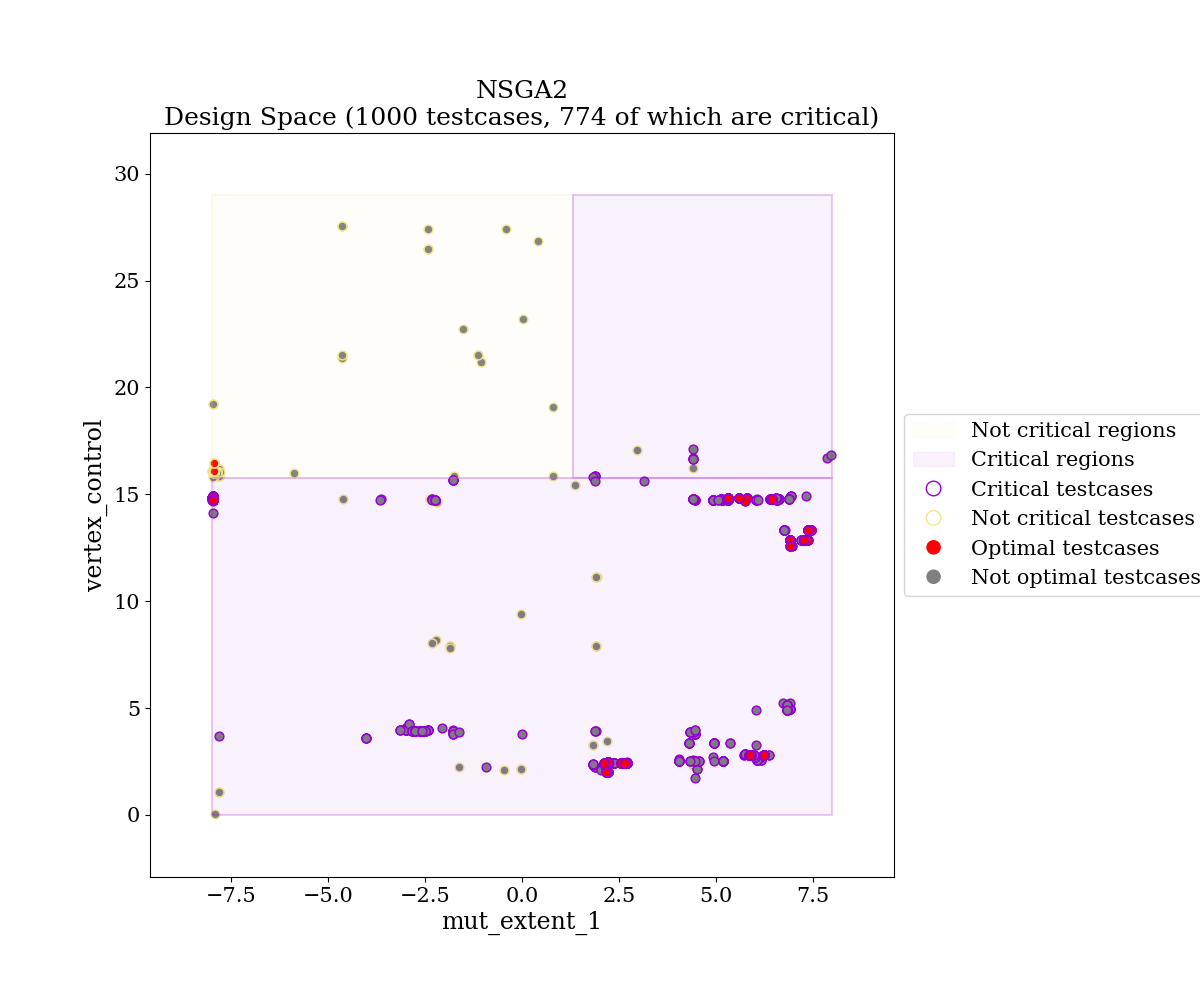 NSGA2
Design Space (1000 testcases, 774 of which are critical)
30
25
20
15
10
5
0
vertex_control
−7.5
−5.0
−2.5
0.0
2.5
5.0
7.5
mut_extent_1
Not critical regions
Critical regions
Critical testcases
Not critical testcases
Optimal testcases
Not optimal testcases